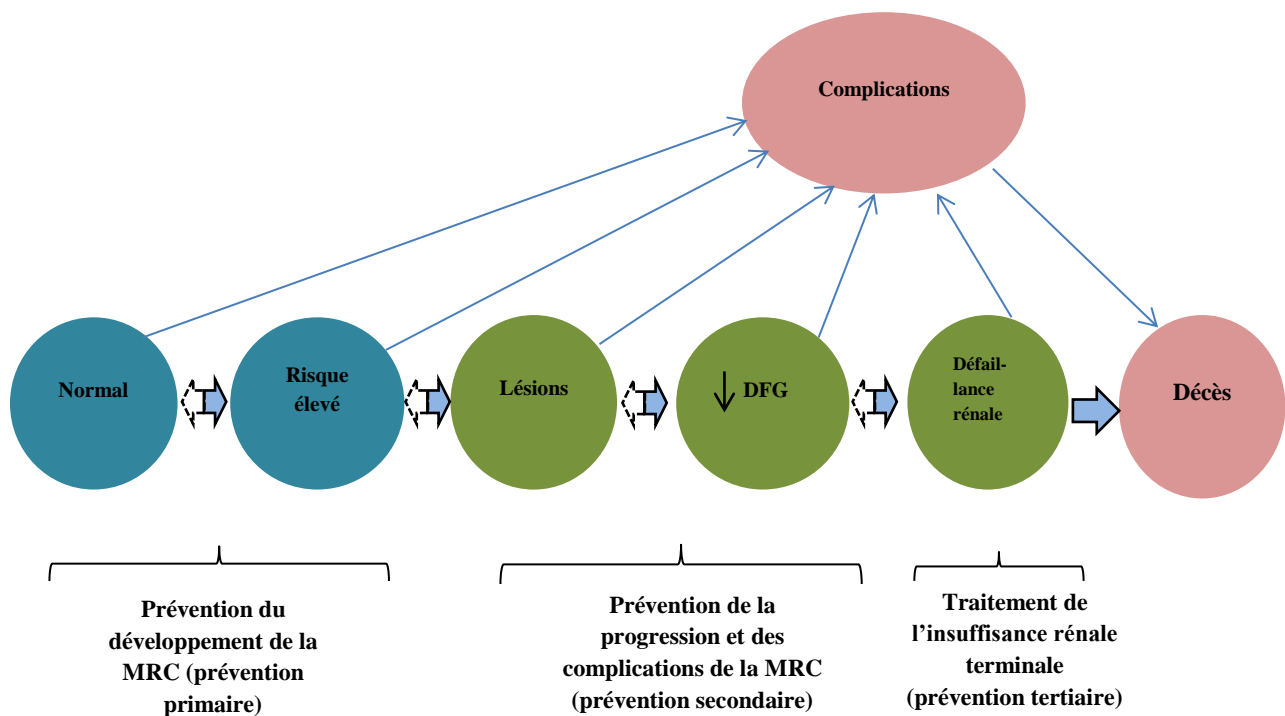 Complications
Normal
Risque
élevé
Lésions
↓ DFG
Défail-
lance
rénale
Décès
Prévention du
développement de la
MRC (prévention
primaire)
Prévention de la
progression et des
complications de la MRC
(prévention secondaire)
Traitement de
l’insuffisance rénale
terminale
(prévention tertiaire)